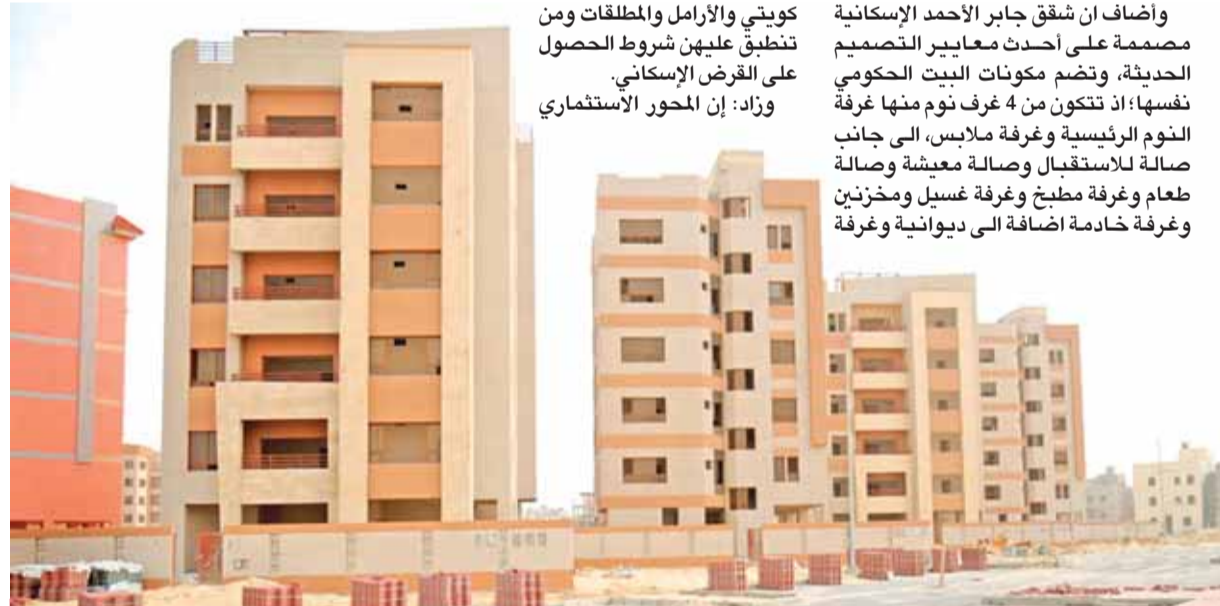 وأضاف ان شقق جابر الأحمد الإسكانية
مصممة على أحدث معايير التصميم
الحديثة، وتضم مكونات البيت الحكومي
نفسها؛ اذ تتكون من 4 غرف نوم منها غرفة
النوم الرئيسية وغرفة ملابس، الى جانب
صالة للاستقبال وصالة معيشة وصالة
طعام وغرفة مطبخ وغرفة غسيل ومخزنين
وغرفة خادمة اضافة الى ديوانية وغرفة
كويتي والأرامل والمطلقات ومن
تنطبق عليهن شروط الحصول
على القرض الإسكاني.
وزاد: إن المحور الاستثماري